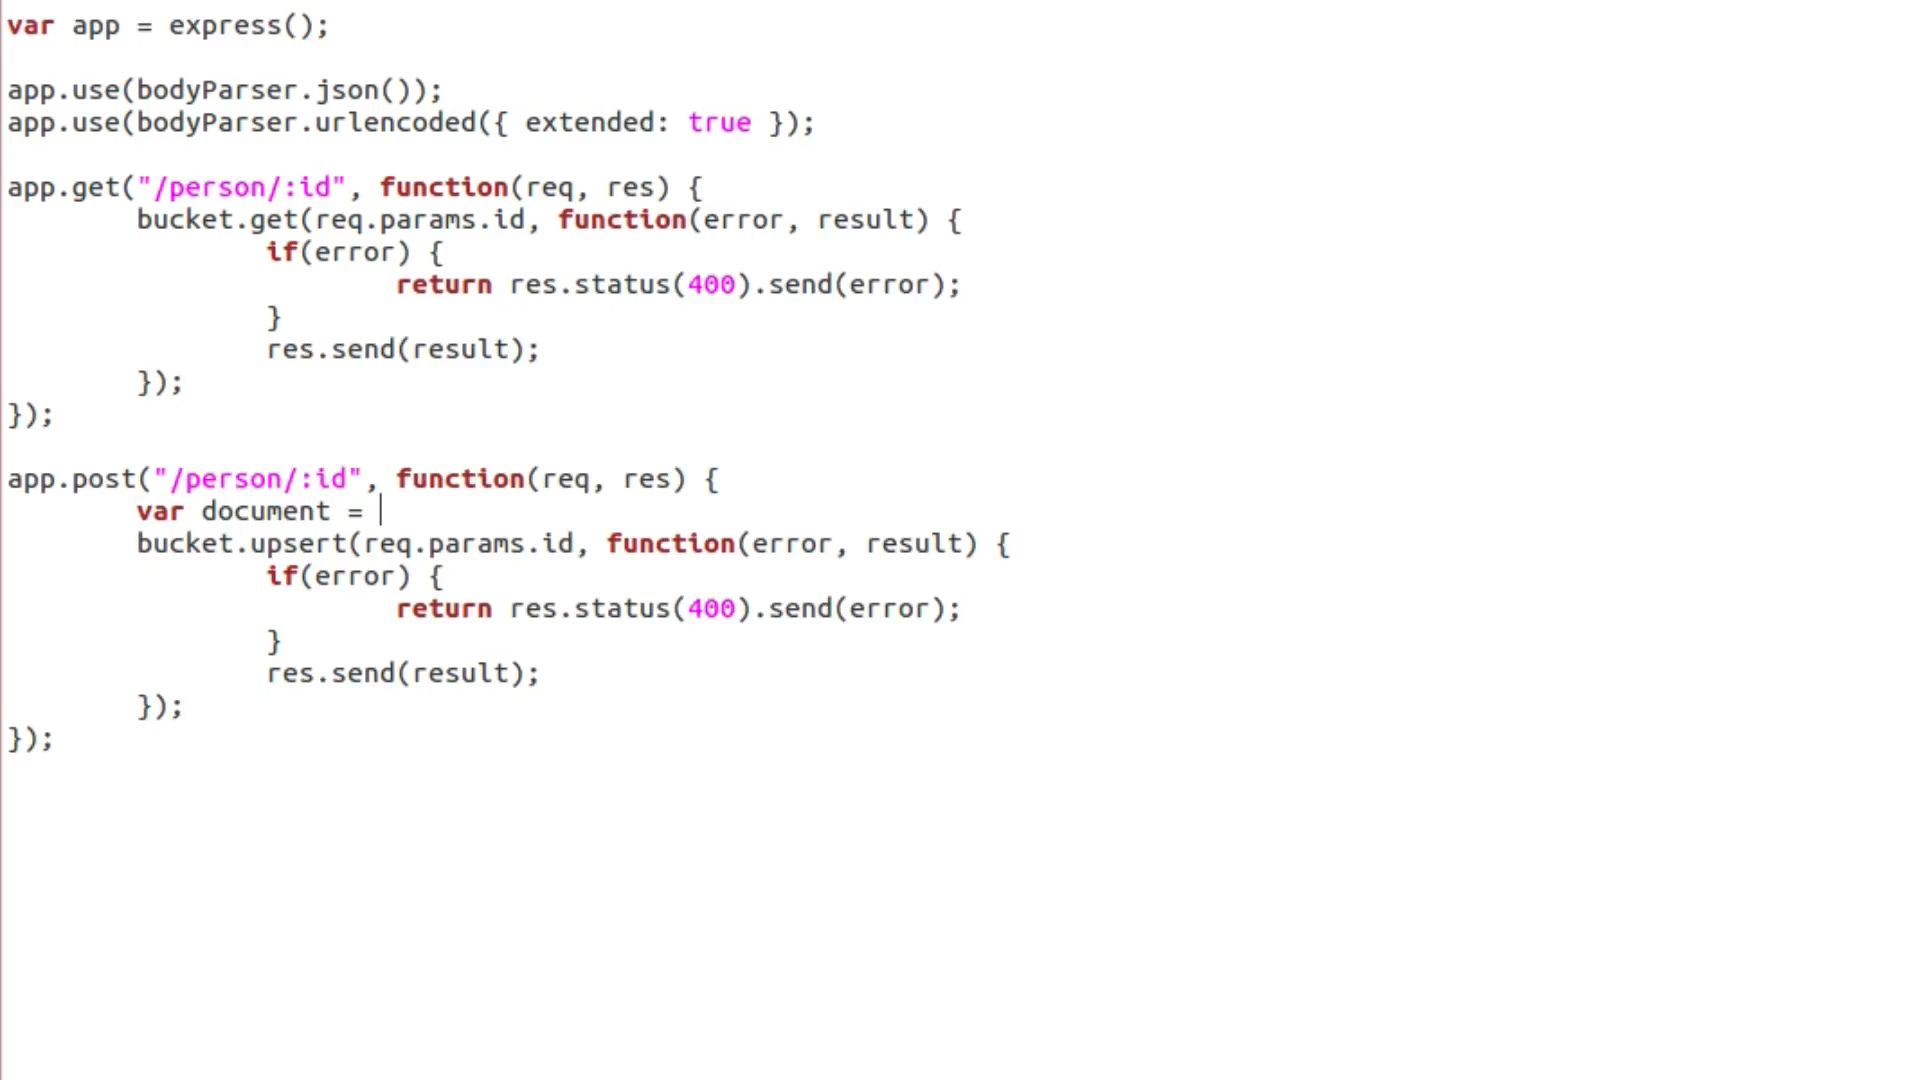 var app = express();
app.use(bodyParser.json());
app.use(bodyParser.urlencoded({ extended: true });
app.get("/person/:id", function(req, res) {
        bucket.get(req.params.id, function(error, result) {
                if(error) {
                        return res.status(400).send(error);
                }
                res.send(result);
        });
});
app.post("/person/:id", function(req, res) {
        var document = 
        bucket.upsert(req.params.id, function(error, result) {
                if(error) {
                        return res.status(400).send(error);
                }
                res.send(result);
        });
});